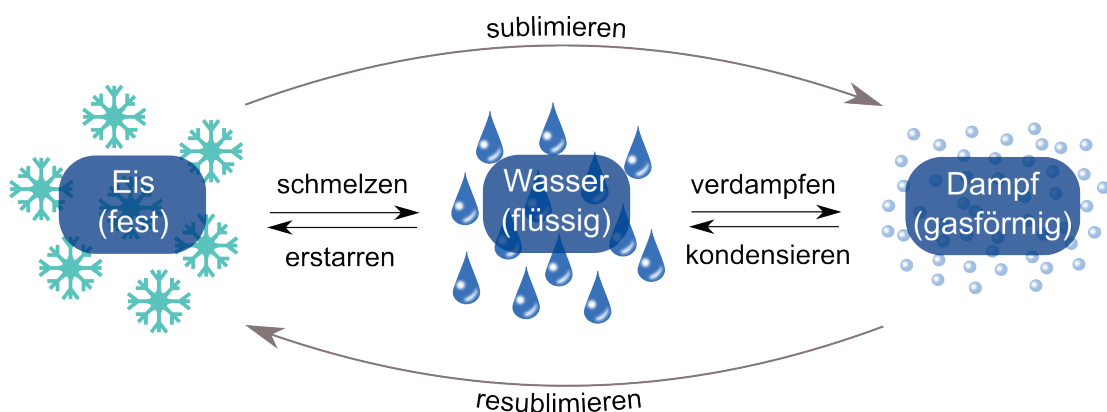 sublimieren
Eis
(fest)
schmelzen
erstarren
Wasser
(flüssig)
verdampfen
kondensieren
Dampf
(gasförmig)
resublimieren